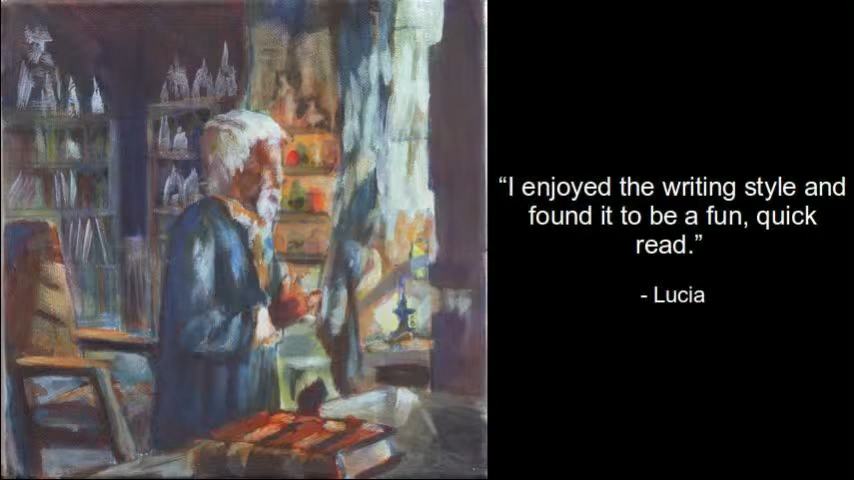 “I enjoyed the writing style and
found it to be a fun, quick
read.”
- Lucia